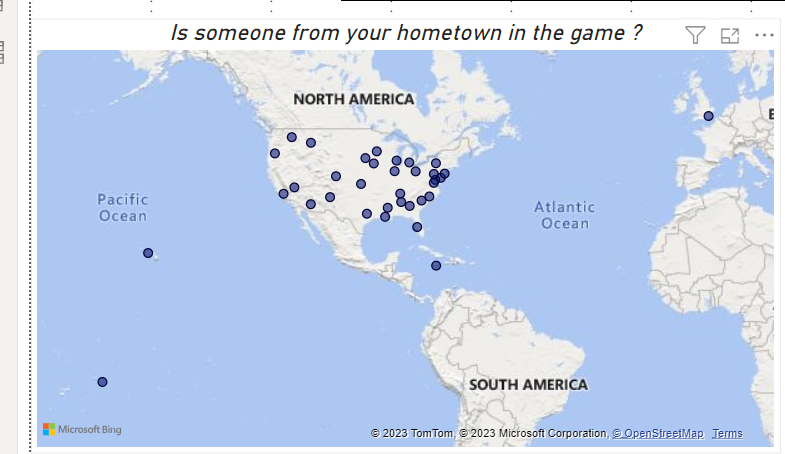 Is someone from your hometown in the game ?
NORTH AMERICA
E
Pacific
Ocean
Atlantic
Ocean
SOUTH AMERICA
Microsoft Bing
© 2023 TomTom, © 2023 Microsoft Corporation, © OpenStreetMap Terms